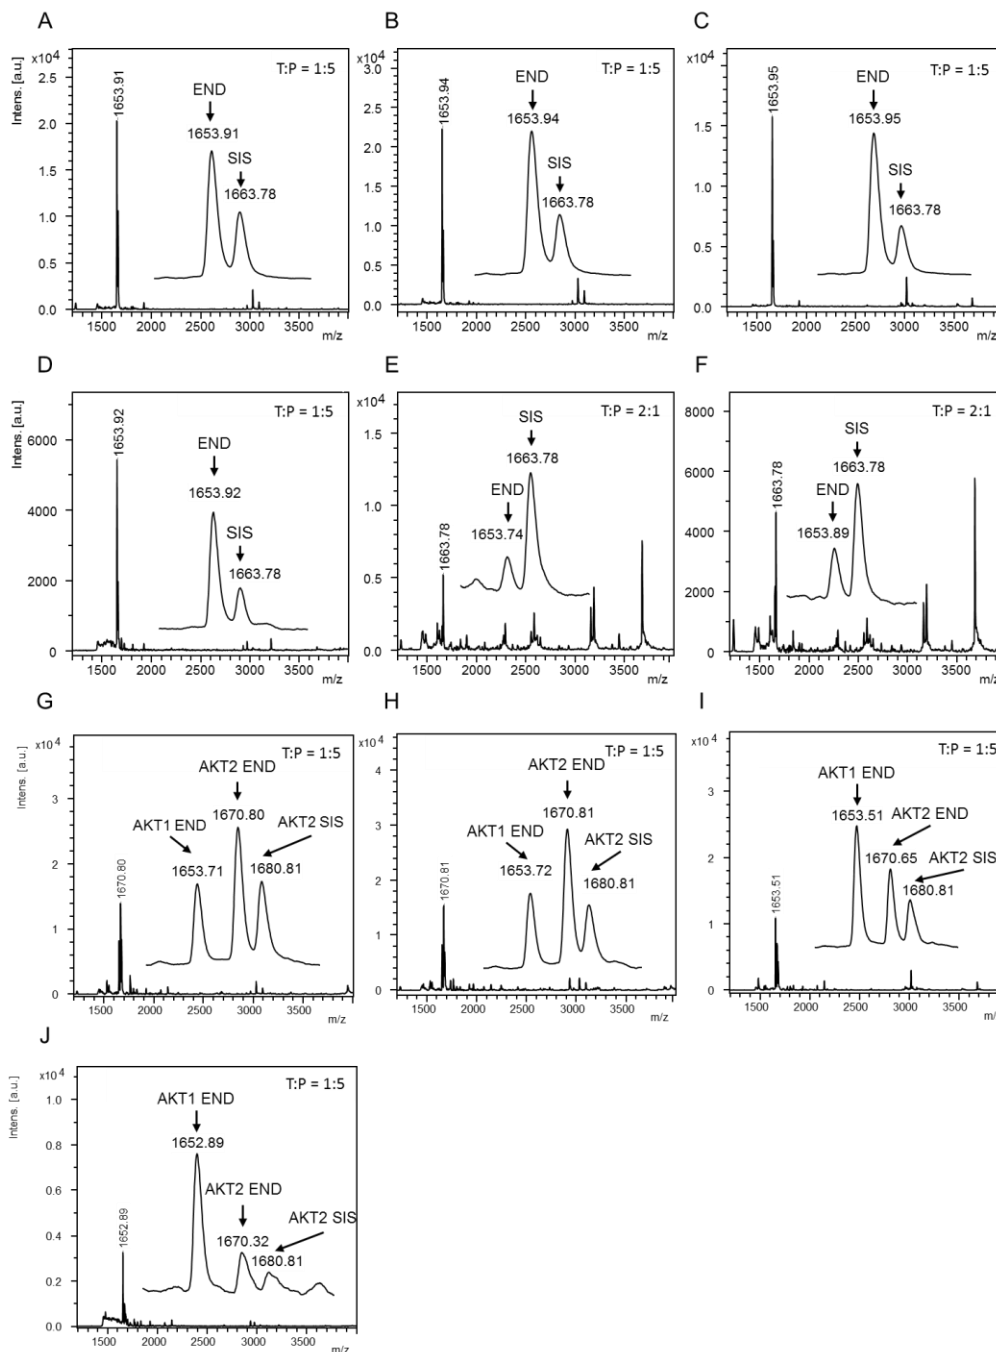 A
Intens. [a.u.]
x10⁴
T:P = 1:5
2.5
2.0
1.5
1.0
0.5
0.0
1653.91
END
1653.91
SIS
1663.78
1500 2000 2500 3000 3500
m/z
B
x10⁴
T:P = 1:5
3.0
2.5
2.0
1.5
1.0
0.5
0.0
1653.94
END
1653.94
SIS
1663.78
1500 2000 2500 3000 3500
m/z
C
x10⁴
T:P = 1:5
1.5
1.0
0.5
0.0
1653.95
END
1653.95
SIS
1663.78
1500 2000 2500 3000 3500
m/z
D
Intens. [a.u.]
T:P = 1:5
6000
4000
2000
0
1653.92
END
1653.92
SIS
1663.78
1500 2000 2500 3000 3500
m/z
E
x10⁴
T:P = 2:1
1.5
1.0
0.5
0.0
1663.78
SIS
1663.78
END
1653.74
1500 2000 2500 3000 3500
m/z
F
T:P = 2:1
8000
6000
4000
2000
0
1663.78
SIS
1663.78
END
1653.89
1500 2000 2500 3000 3500
m/z
G
Intens. [a.u.]
x10⁴
T:P = 1:5
3
2
1
0
1670.80
AKT2 END
1670.80
AKT1 END
1653.71
AKT2 SIS
1680.81
1500 2000 2500 3000 3500
m/z
H
x10⁴
T:P = 1:5
4
3
2
1
0
1670.81
AKT2 END
1670.81
AKT1 END
1653.72
AKT2 SIS
1680.81
1500 2000 2500 3000 3500
m/z
I
x10⁴
T:P = 1:5
3
2
1
0
1653.51
AKT1 END
1653.51
AKT2 END
1670.65
AKT2 SIS
1680.81
1500 2000 2500 3000 3500
m/z
J
Intens. [a.u.]
x10⁴
T:P = 1:5
1.0
0.8
0.6
0.4
0.2
0.0
1652.89
AKT1 END
1652.89
AKT2 END
1670.32
AKT2 SIS
1680.81
1500 2000 2500 3000 3500
m/z